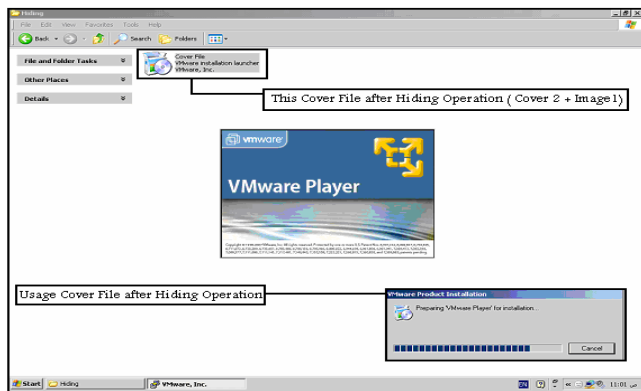 Hiding
File Edit View Favorites Tools Help
Back Search Folders
File and Folder Tasks
Other Places
Details
Cover File
VMware installation launcher
VMware, Inc.
This Cover File after Hiding Operation ( Cover 2 + Image1)
vmware
VMware Player
Usage Cover File after Hiding Operation
VMware Product Installation
Preparing 'VMware Player' for installation...
Cancel
Start Hiding VMware, Inc. EN 11:01